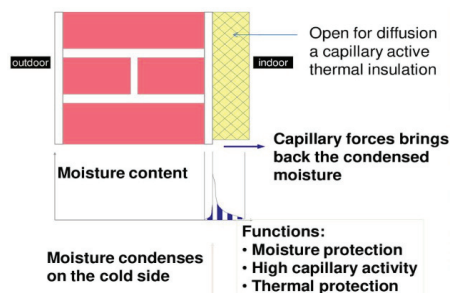 Open for diffusion
a capillary active
thermal insulation
outdoor
indoor
Capillary forces brings
back the condensed
moisture
Moisture content
Functions:
• Moisture protection
• High capillary activity
• Thermal protection
Moisture condenses
on the cold side